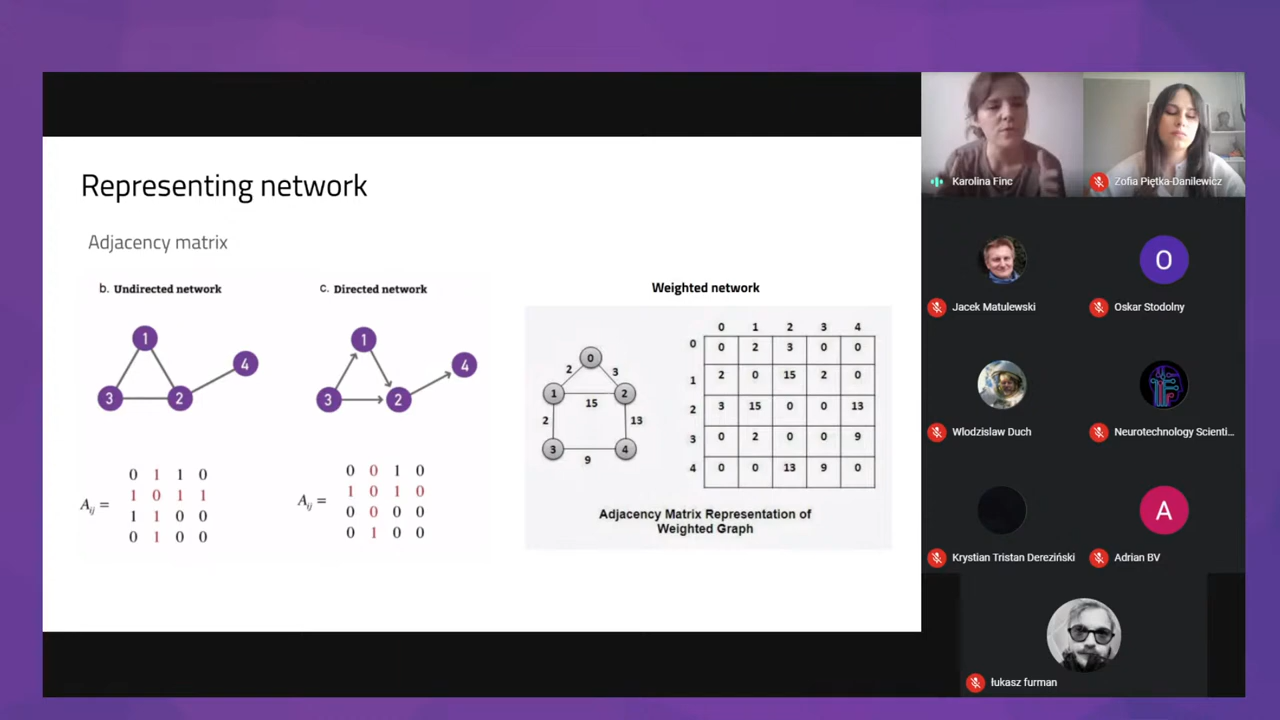 Representing network
Adjacency matrix
b. Undirected network
1
4
3
2
A_ij =
0 1 1 0
1 0 1 1
1 1 0 0
0 1 0 0
c. Directed network
1
4
3
2
A_ij =
0 0 1 0
1 0 1 0
0 0 0 0
0 1 0 0
Weighted network
0
2 3
1 2
15
2 13
3 4
9
0 1 2 3 4
0 0 2 3 0 0
1 2 0 15 2 0
2 3 15 0 0 13
3 0 2 0 0 9
4 0 0 13 9 0
Adjacency Matrix Representation of
Weighted Graph
Karolina Finc
Zofia Piętka-Danilewicz
Jacek Matulewski
O
Oskar Stodolny
Wlodzislaw Duch
Neurotechnology Scienti...
Krystian Tristan Dereziński
A
Adrian BV
łukasz furman